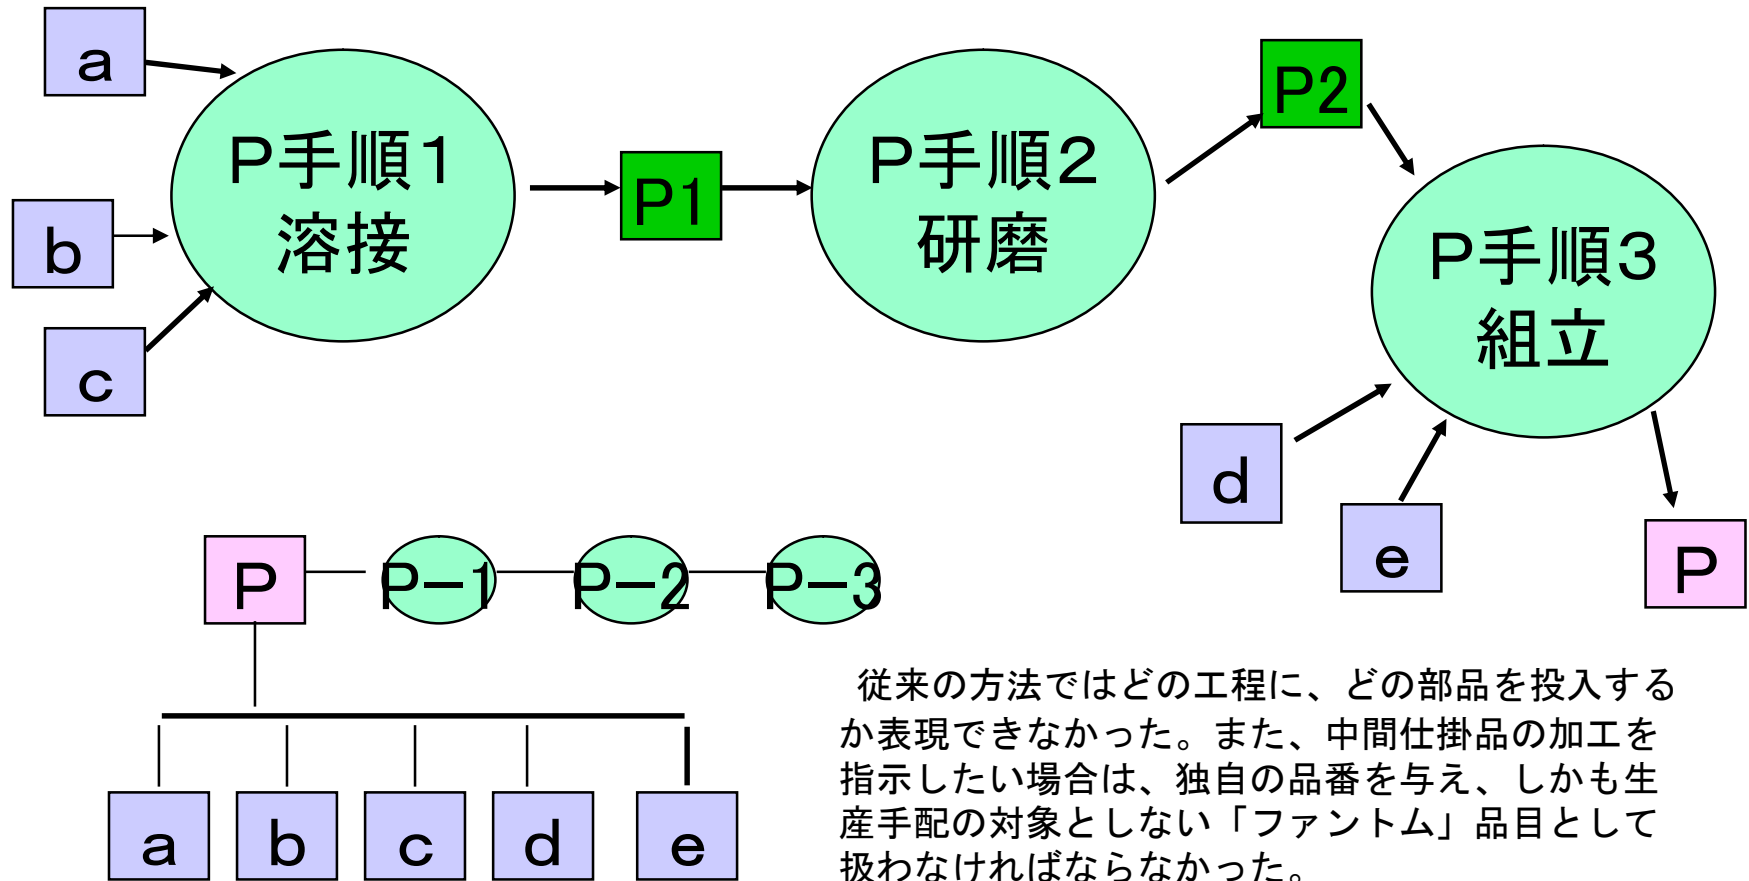 a
P手順1
溶接
b
c
P1
P手順2
研磨
P2
P手順3
組立
d
e
P
P
P−1
P−2
P−3
a
b
c
d
e
従来の方法ではどの工程に、どの部品を投入する
か表現できなかった。また、中間仕掛品の加工を
指示したい場合は、独自の品番を与え、しかも生
産手配の対象としない「ファントム」品目として
扱わなければならなかった。